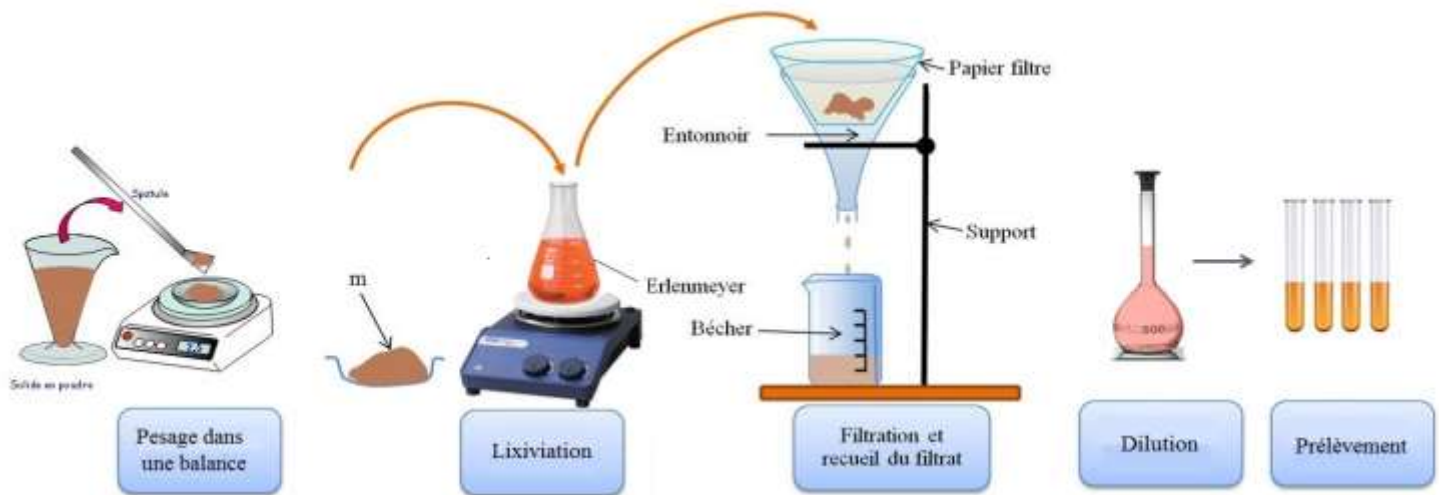 Papier filtre
Entonnoir
Spatule
Support
m
Erlenmeyer
Bécher
500
Solide en poudre
Pesage dans
une balance
Lixiviation
Filtration et
recueil du filtrat
Dilution
Prélèvement